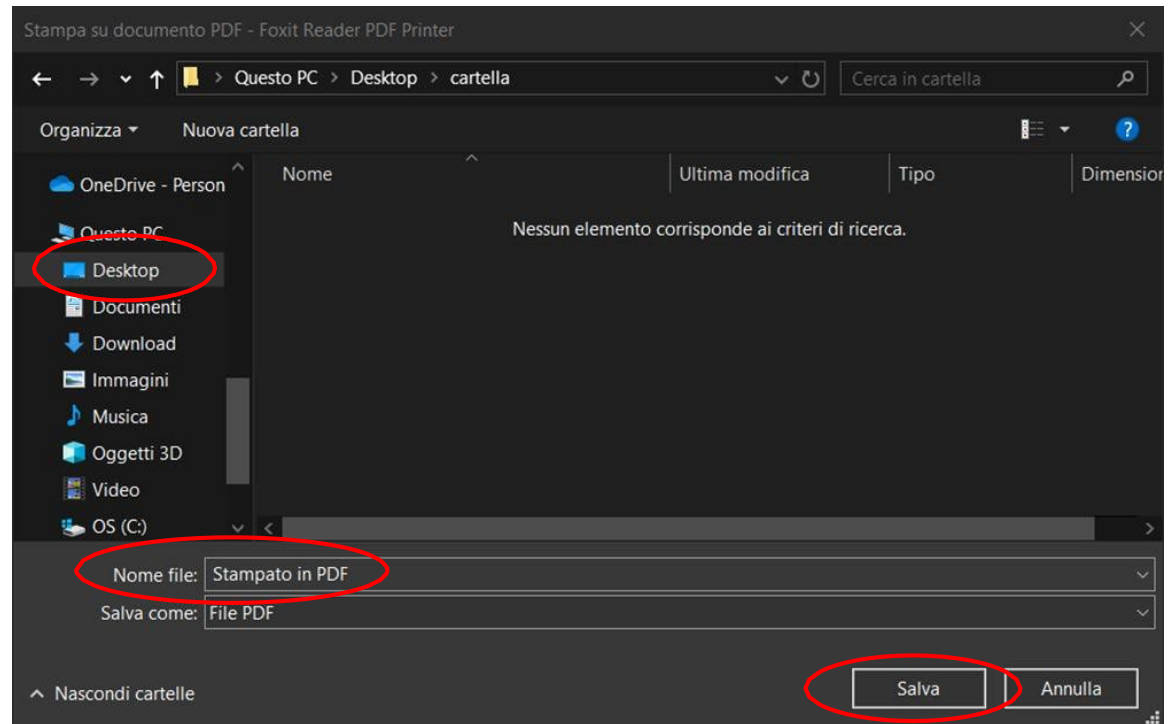 Stampa su documento PDF - Foxit Reader PDF Printer
Questo PC > Desktop > cartella
Cerca in cartella
Organizza
Nuova cartella
?
Nome
Ultima modifica
Tipo
Dimension
OneDrive - Person
Nessun elemento corrisponde ai criteri di ricerca.
Questo PC
Desktop
Documenti
Download
Immagini
Musica
Oggetti 3D
Video
OS (C:)
Nome file: Stampato in PDF
Salva come: File PDF
Nascondi cartelle
Salva
Annulla